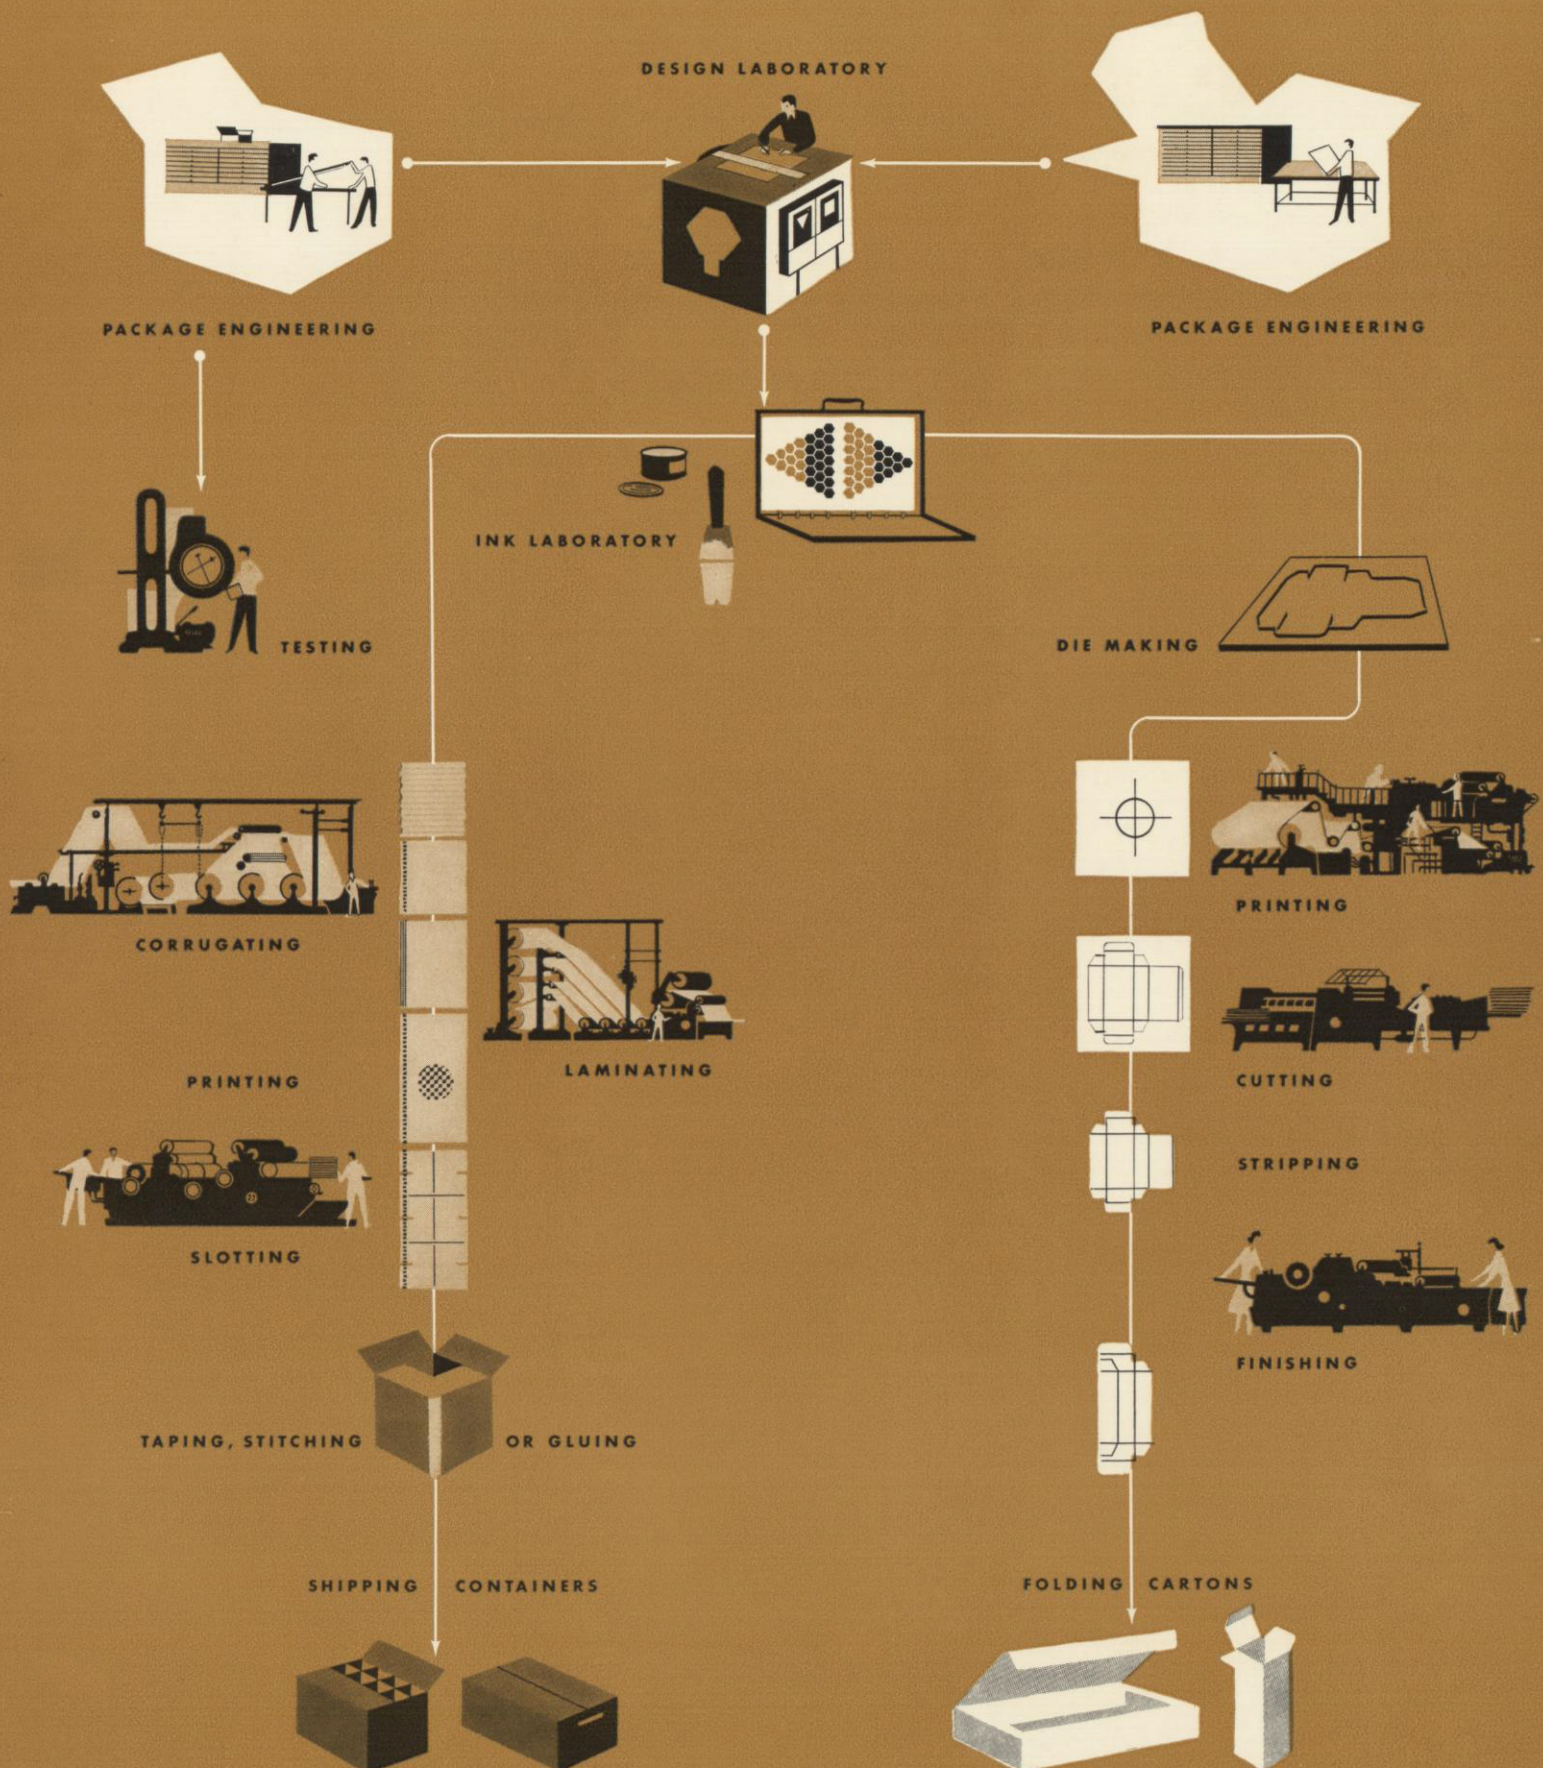 DESIGN LABORATORY
PACKAGE ENGINEERING
PACKAGE ENGINEERING
INK LABORATORY
TESTING
DIE MAKING
PRINTING
CORRUGATING
LAMINATING
PRINTING
CUTTING
STRIPPING
SLOTTING
FINISHING
TAPING, STITCHING OR GLUING
SHIPPING CONTAINERS
FOLDING CARTONS